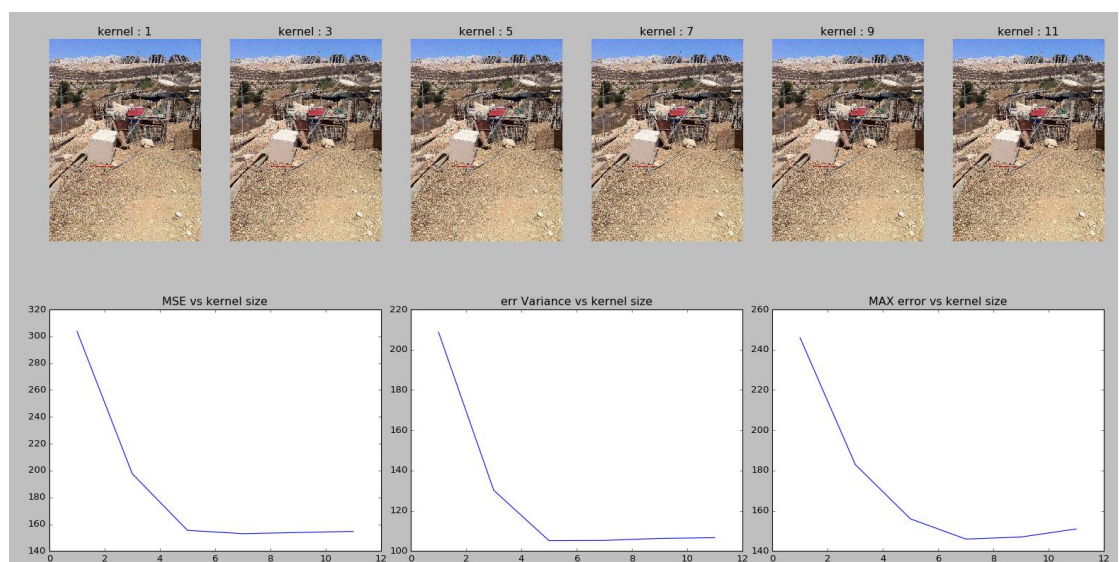 kernel : 1
kernel : 3
kernel : 5
kernel : 7
kernel : 9
kernel : 11
MSE vs kernel size
320
300
280
260
240
220
200
180
160
140
0 2 4 6 8 10 12
err Variance vs kernel size
220
200
180
160
140
120
100
0 2 4 6 8 10 12
MAX error vs kernel size
260
240
220
200
180
160
140
0 2 4 6 8 10 12